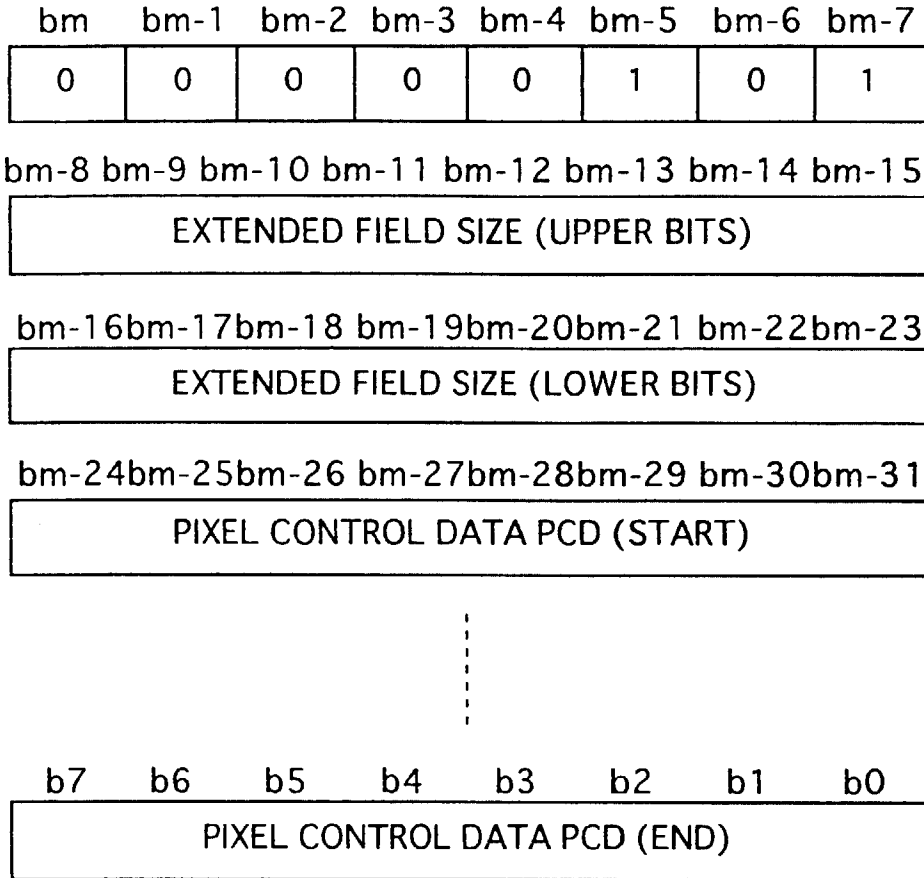 bm bm-1 bm-2 bm-3 bm-4 bm-5 bm-6 bm-7
0 0 0 0 0 1 0 1
bm-8 bm-9 bm-10 bm-11 bm-12 bm-13 bm-14 bm-15
EXTENDED FIELD SIZE (UPPER BITS)
bm-16bm-17bm-18 bm-19bm-20bm-21 bm-22bm-23
EXTENDED FIELD SIZE (LOWER BITS)
bm-24bm-25bm-26 bm-27bm-28bm-29 bm-30bm-31
PIXEL CONTROL DATA PCD (START)
b7 b6 b5 b4 b3 b2 b1 b0
PIXEL CONTROL DATA PCD (END)